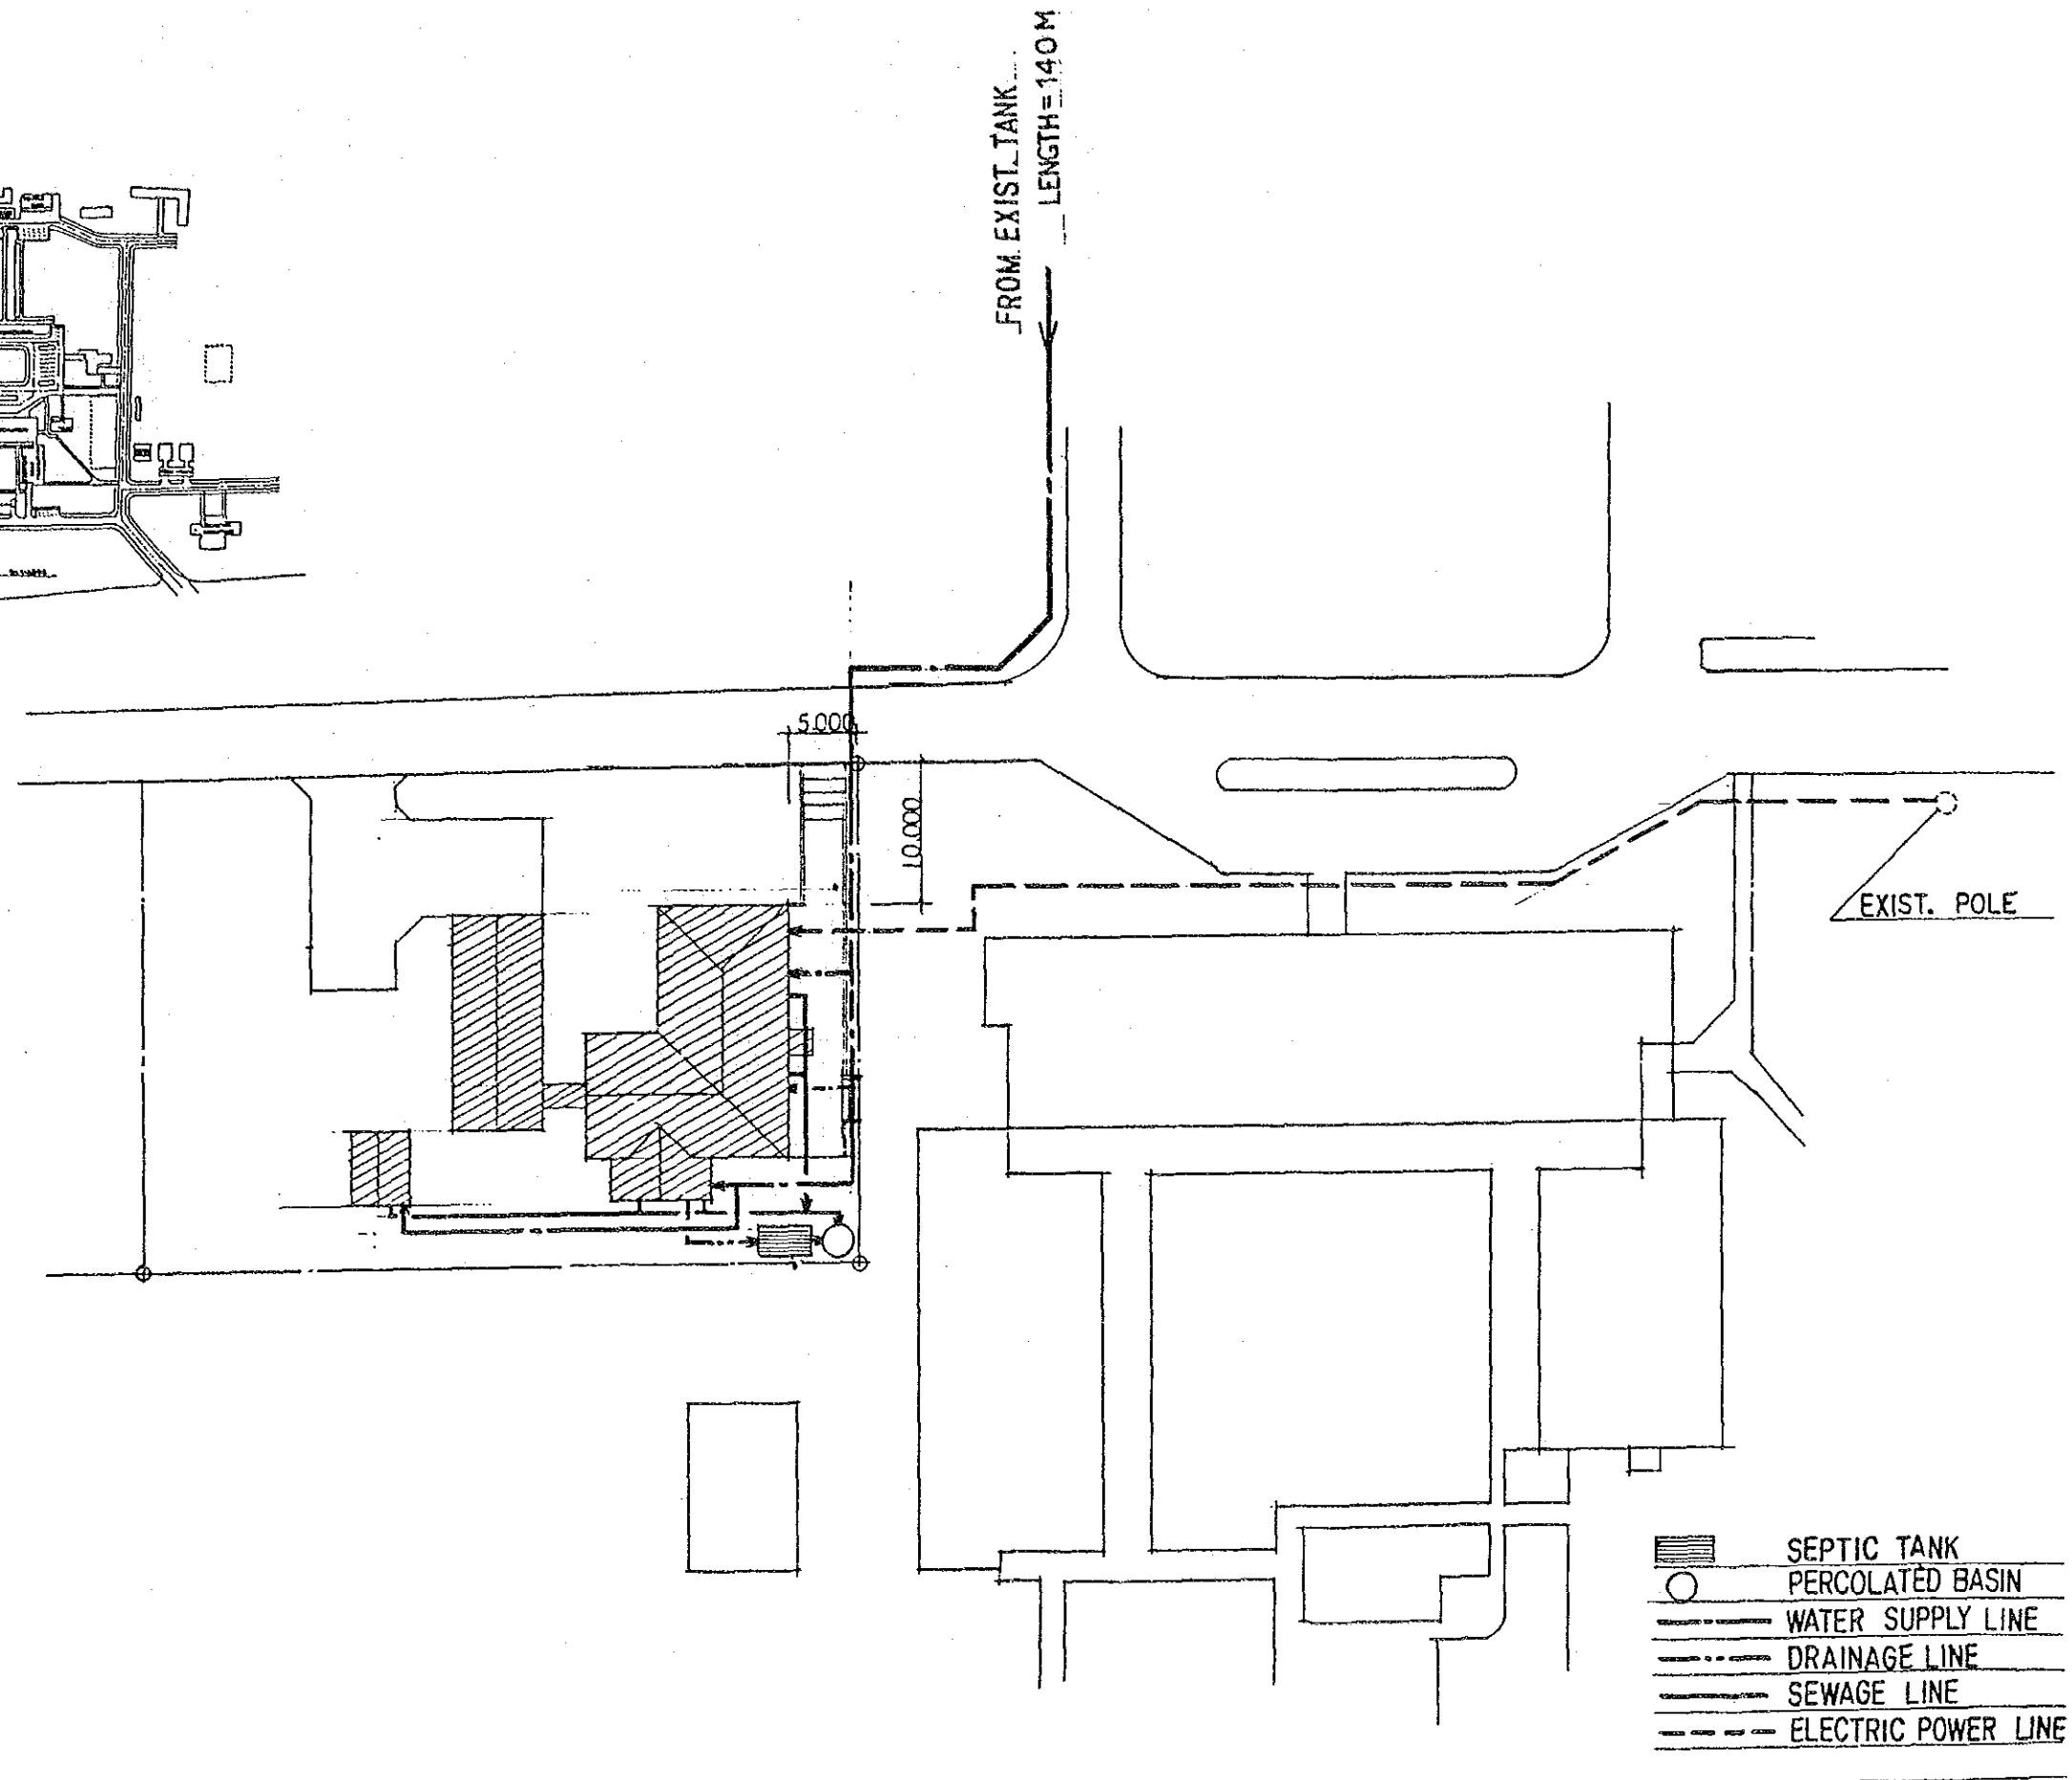 FROM. EXIST. TANK
LENGTH=140M
5.000
10.000
EXIST. POLE
SEPTIC TANK
PERCOLATED BASIN
WATER SUPPLY LINE
DRAINAGE LINE
SEWAGE LINE
ELECTRIC POWER LINE